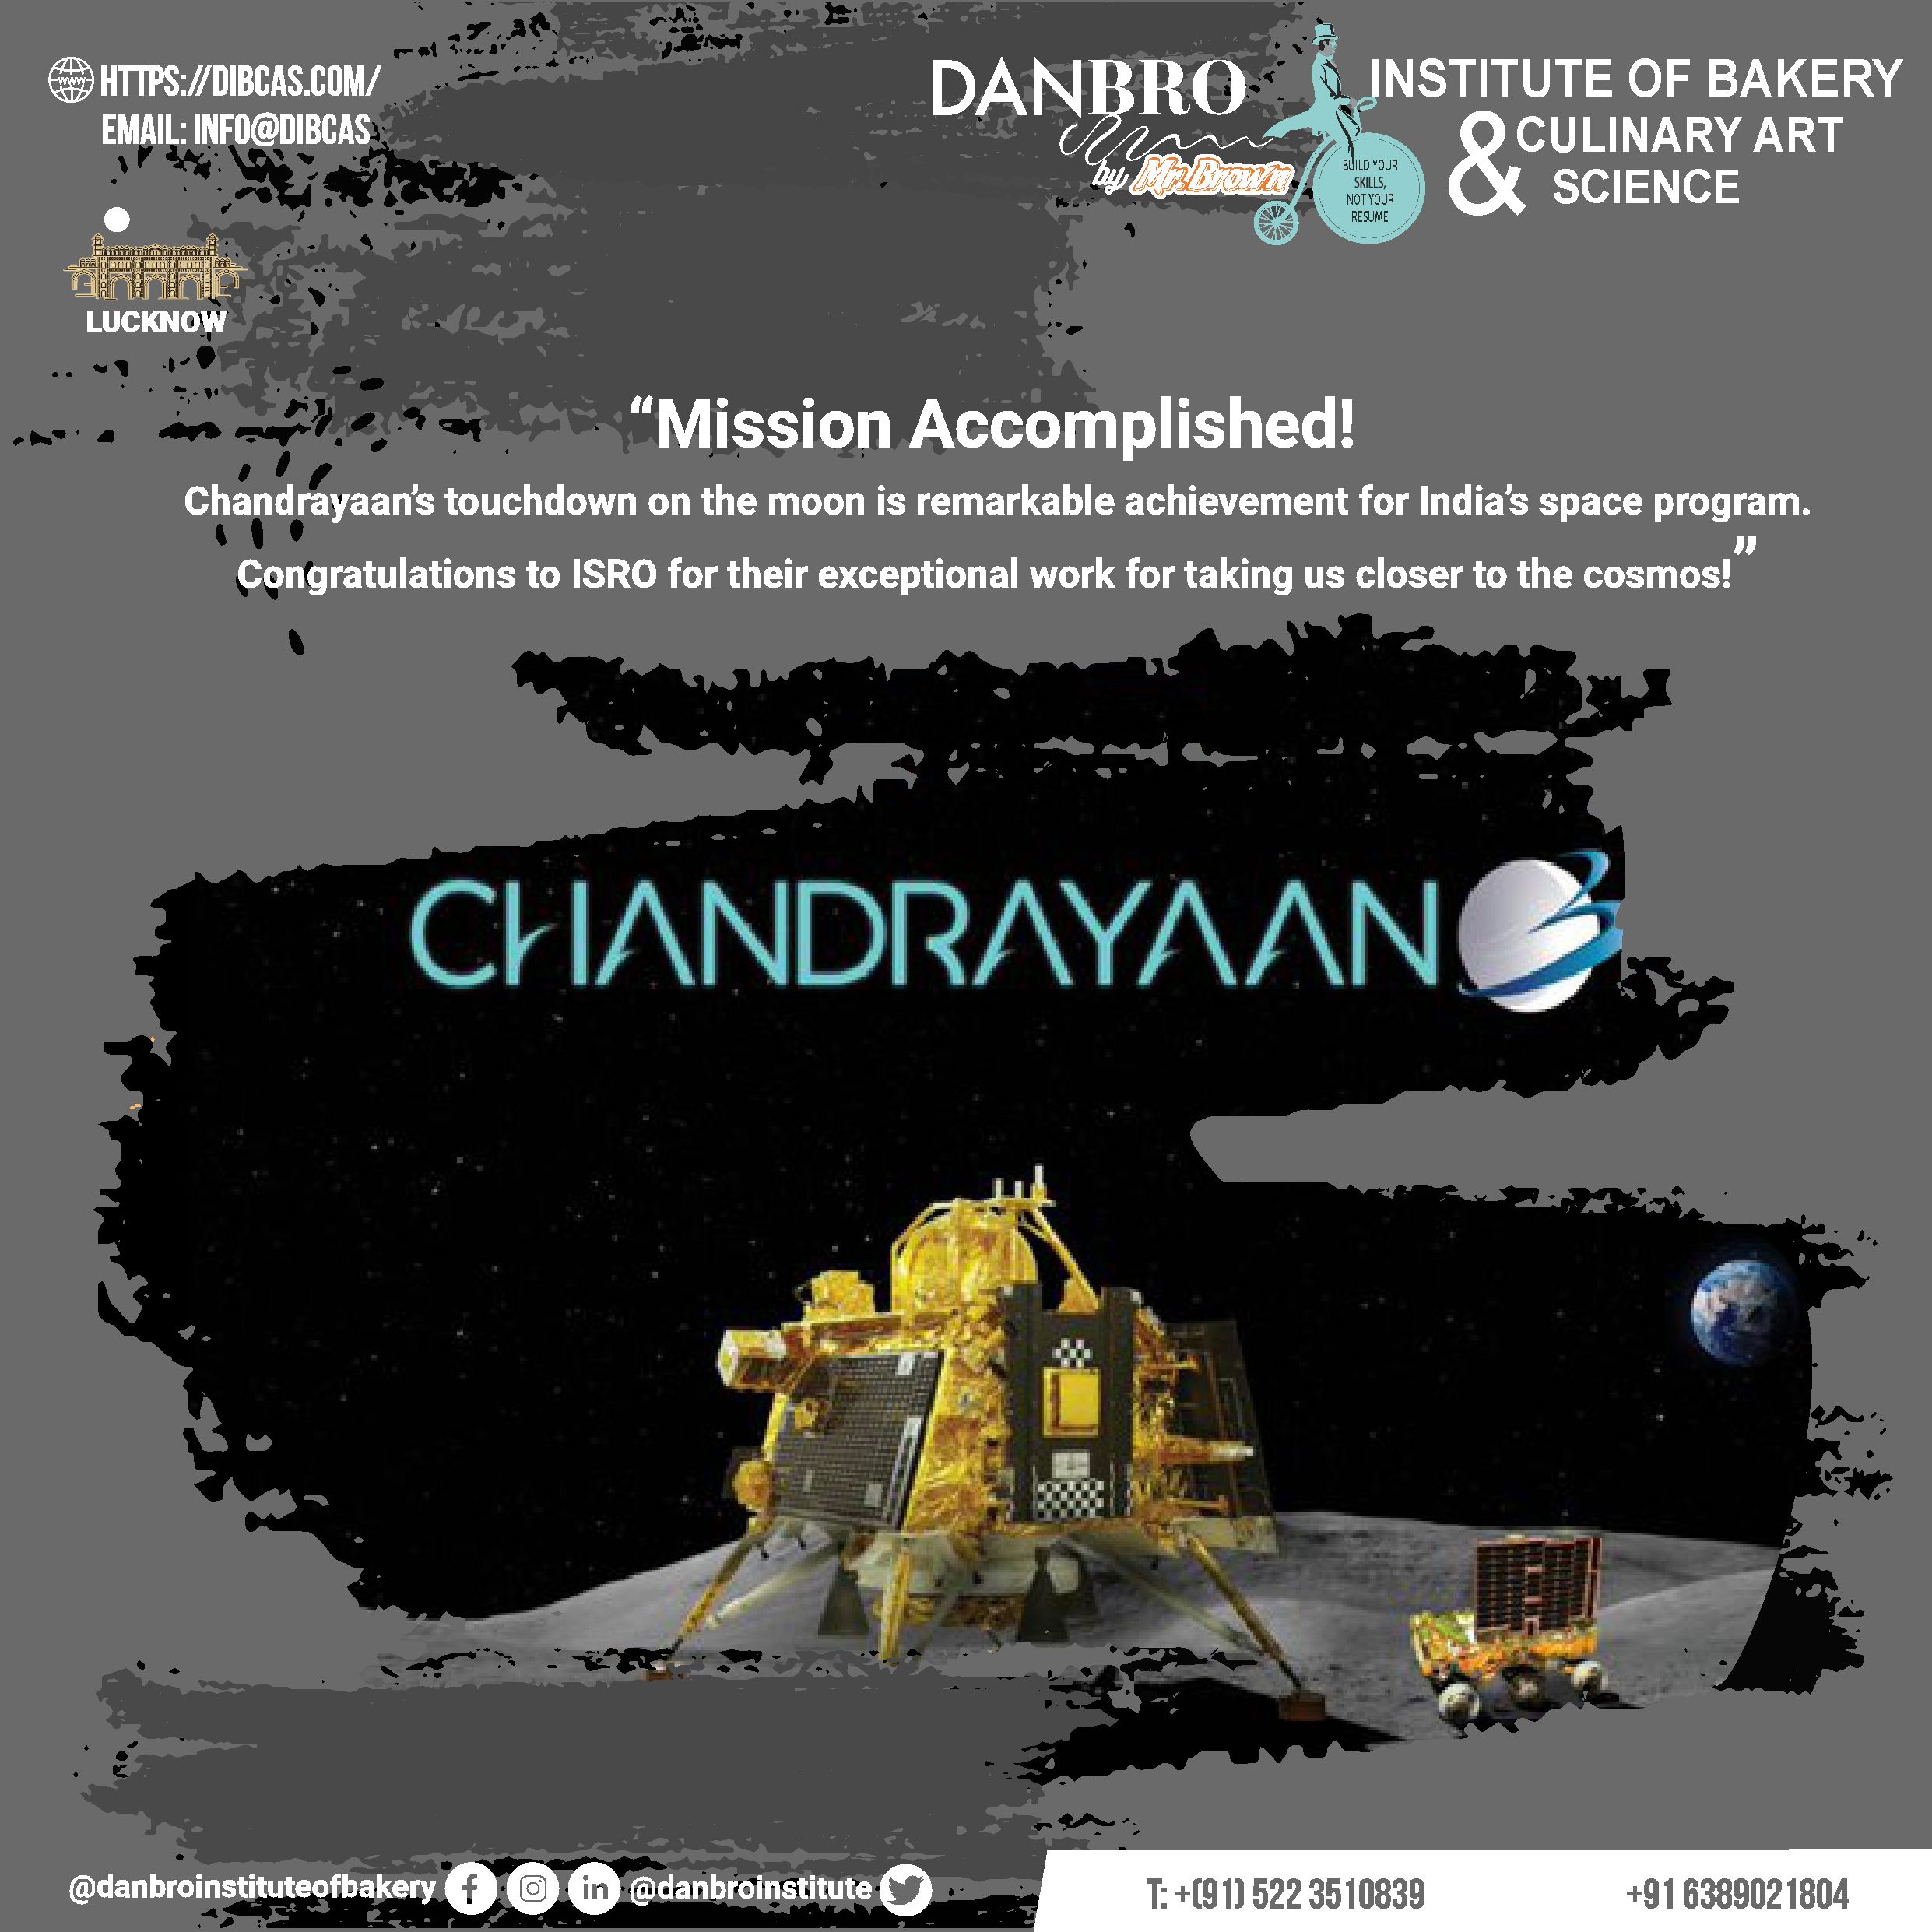 HTTPS://DIBCAS.COM/
EMAIL: INFO@DIBCAS
LUCKNOW
DANBRO
by Mr. Brown
BUILD YOUR
SKILLS,
NOT YOUR
RESUME
INSTITUTE OF BAKERY
& CULINARY ART
SCIENCE
“Mission Accomplished!
Chandrayaan’s touchdown on the moon is remarkable achievement for India’s space program.
Congratulations to ISRO for their exceptional work for taking us closer to the cosmos!”
CHANDRAYAAN 3
@danbroinstituteofbakery @danbroinstitute
T: +(91) 522 3510839 +91 6389021804